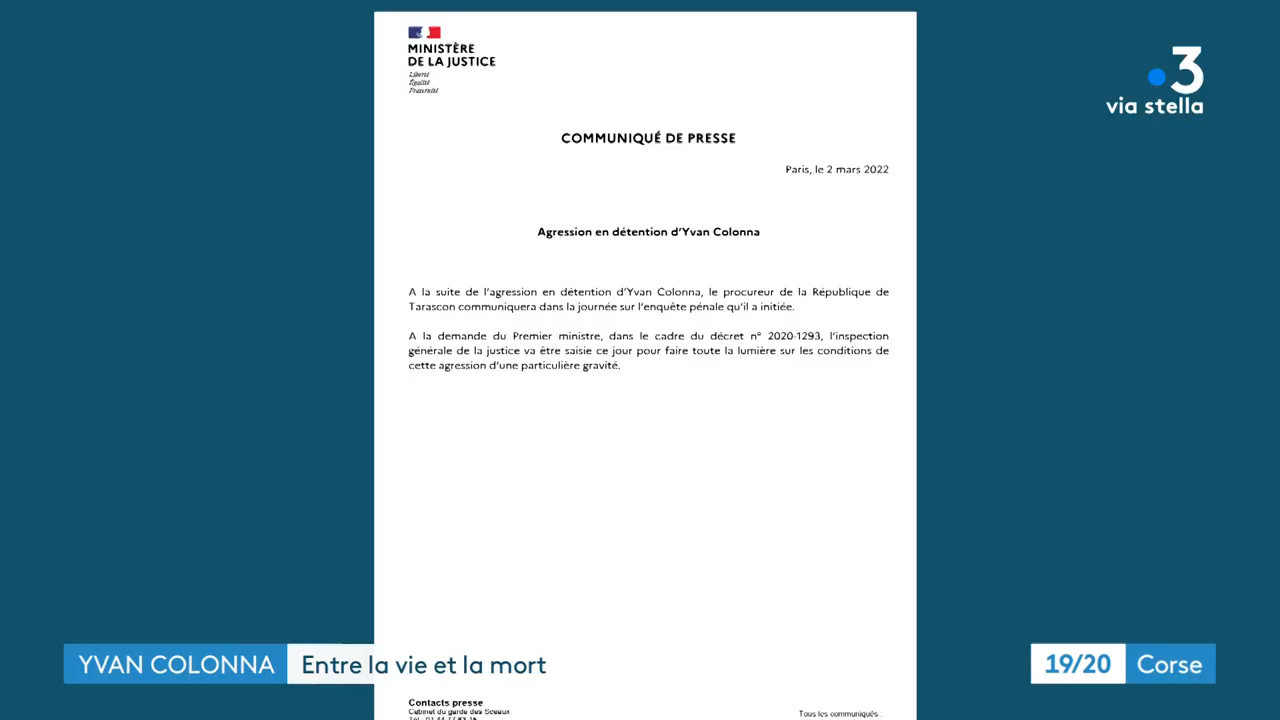 MINISTÈRE
DE LA JUSTICE
Liberté
Égalité
Fraternité
3
via stella
COMMUNIQUÉ DE PRESSE
Paris, le 2 mars 2022
Agression en détention d'Yvan Colonna
A la suite de l'agression en détention d'Yvan Colonna, le procureur de la République de
Tarascon communiquera dans la journée sur l'enquête pénale qu'il a initiée.
A la demande du Premier ministre, dans le cadre du décret n° 2020-1293, l'inspection
générale de la justice va être saisie ce jour pour faire toute la lumière sur les conditions de
cette agression d'une particulière gravité.
YVAN COLONNA Entre la vie et la mort
19/20 Corse
Contacts presse
Cabinet du garde des Sceaux
Tous les communiqués :